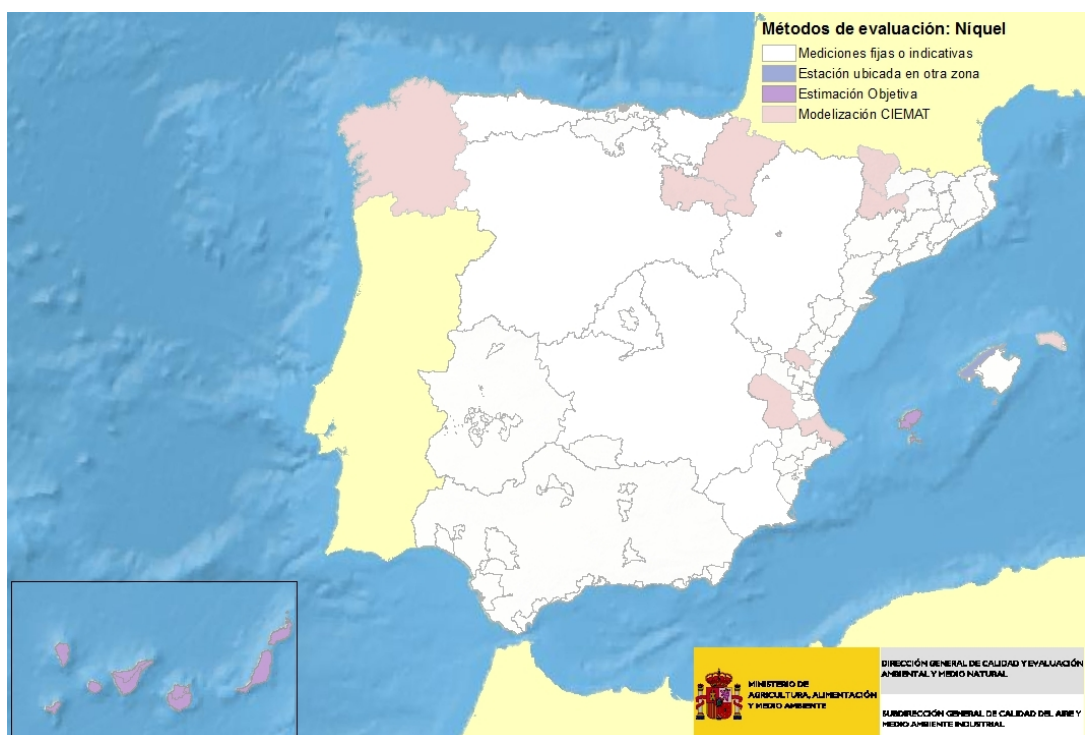 Métodos de evaluación: Níquel
Mediciones fijas o indicativas
Estación ubicada en otra zona
Estimación Objetiva
Modelización CIEMAT
MINISTERIO DE
AGRICULTURA, ALIMENTACIÓN
Y MEDIO AMBIENTE
DIRECCIÓN GENERAL DE CALIDAD Y EVALUACIÓN
AMBIENTAL Y MEDIO NATURAL
SUBDIRECCIÓN GENERAL DE CALIDAD DEL AIRE Y
MEDIO AMBIENTE INDUSTRIAL